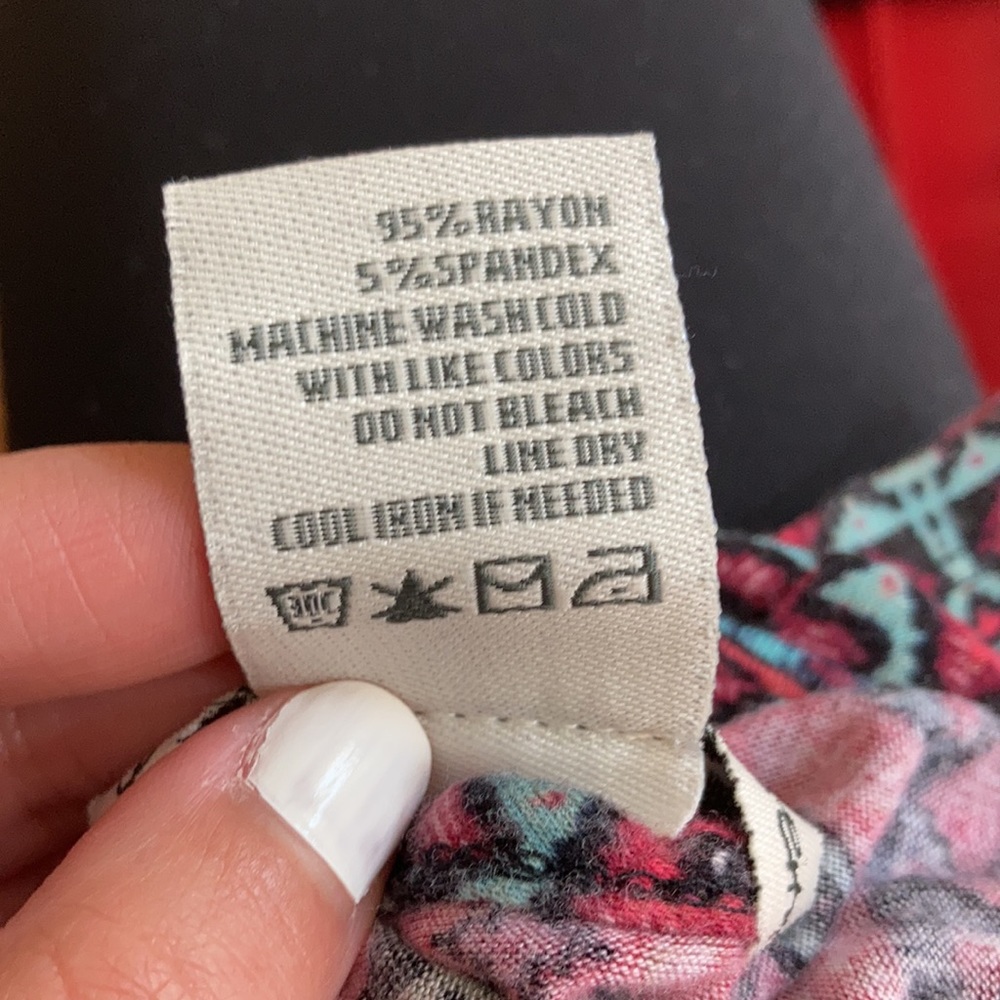 95% RAYON
5% SPANDEX
MACHINE WASH COLD
WITH LIKE COLORS
DO NOT BLEACH
LINE DRY
COOL IRON IF NEEDED
30C